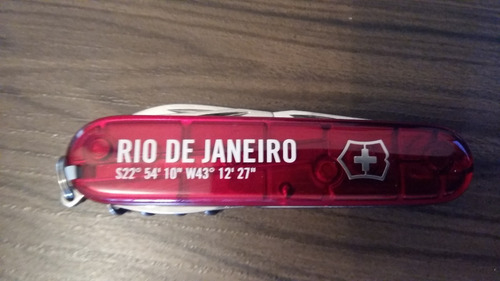 RIO DE JANEIRO
S22° 54' 10" W43° 12' 27"